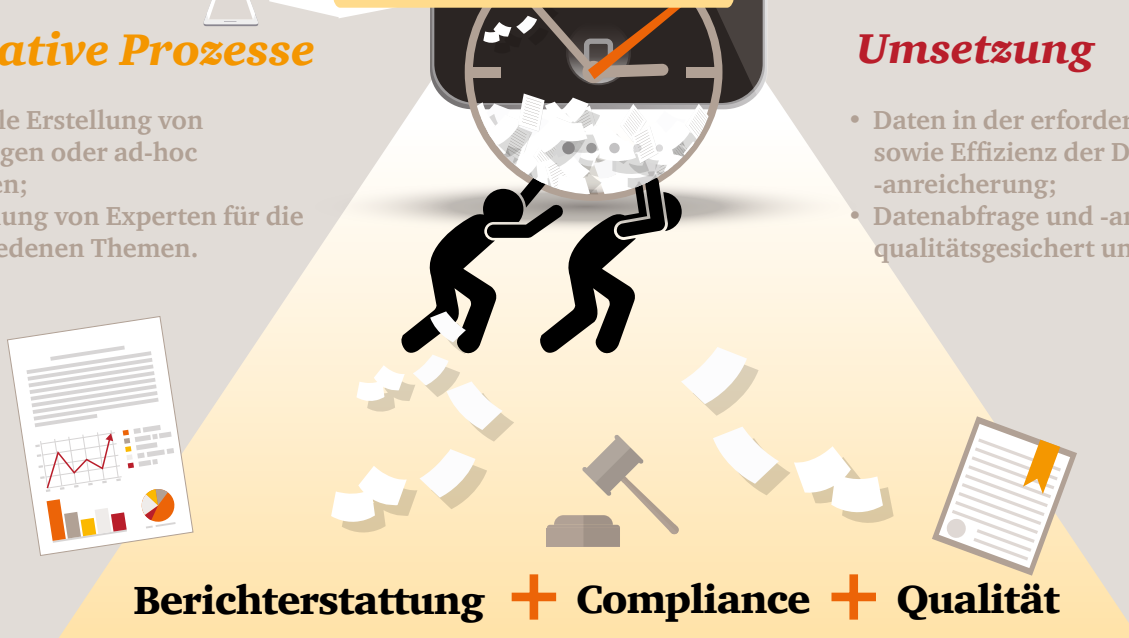 ative Prozesse
le Erstellung von
gen oder ad-hoc
en;
lung von Experten für die
edenen Themen.
Umsetzung
• Daten in der erforder
sowie Effizienz der D
-anreicherung;
• Datenabfrage und -an
qualitätsgesichert un
Berichterstattung + Compliance + Qualität